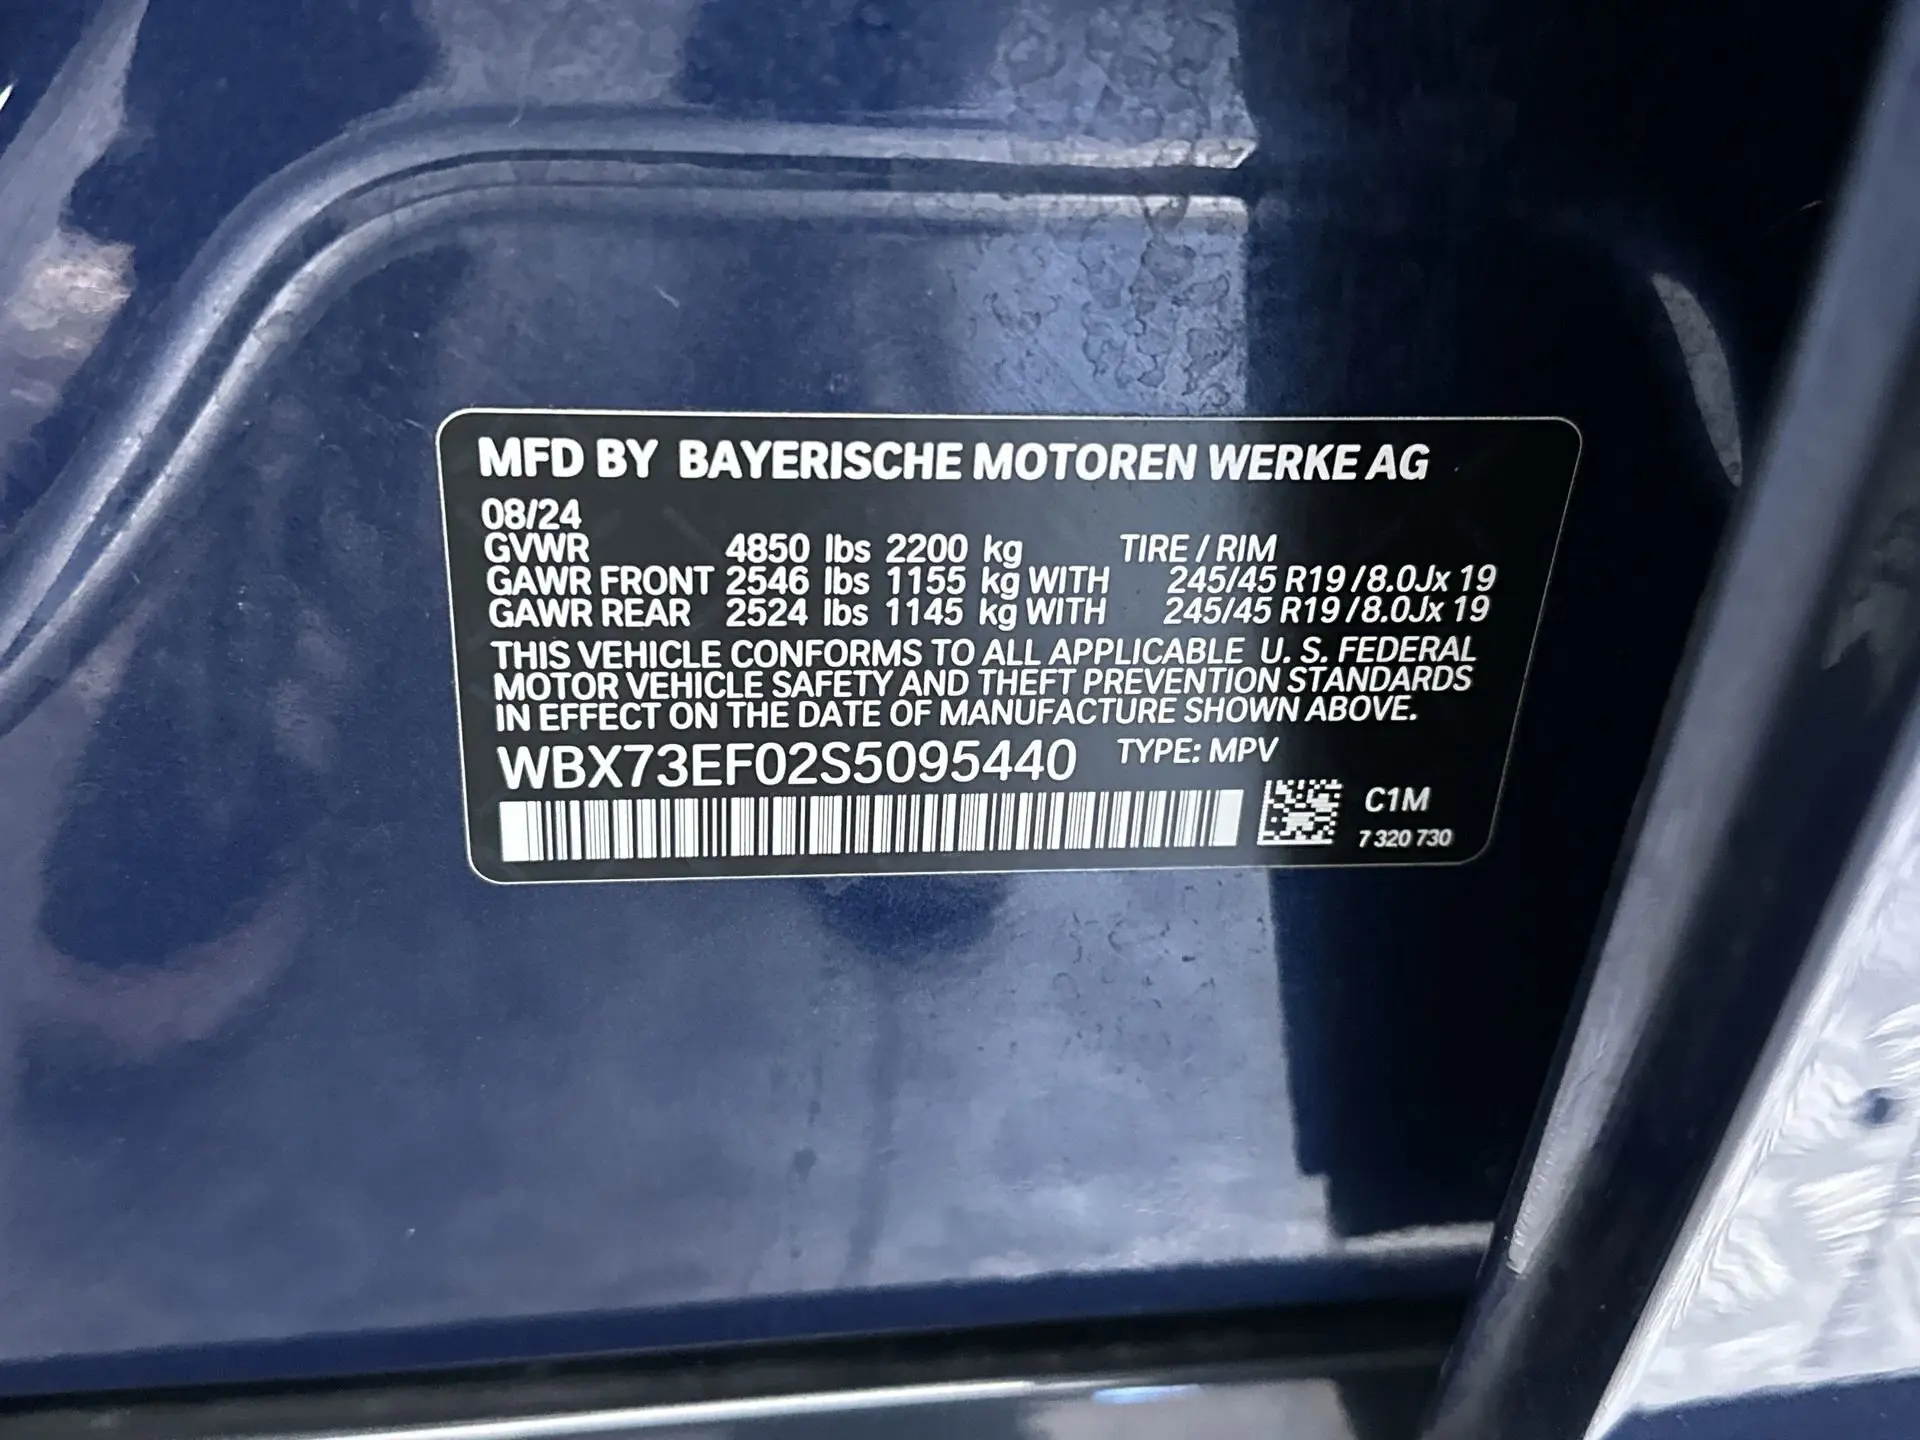 MFD BY BAYERISCHE MOTOREN WERKE AG
08/24
GVWR 4850 lbs 2200 kg TIRE / RIM
GAWR FRONT 2546 lbs 1155 kg WITH 245/45 R19 / 8.0Jx 19
GAWR REAR 2524 lbs 1145 kg WITH 245/45 R19 / 8.0Jx 19
THIS VEHICLE CONFORMS TO ALL APPLICABLE U. S. FEDERAL
MOTOR VEHICLE SAFETY AND THEFT PREVENTION STANDARDS
IN EFFECT ON THE DATE OF MANUFACTURE SHOWN ABOVE.
WBX73EF02S5095440 TYPE: MPV
C1M
7 320 730